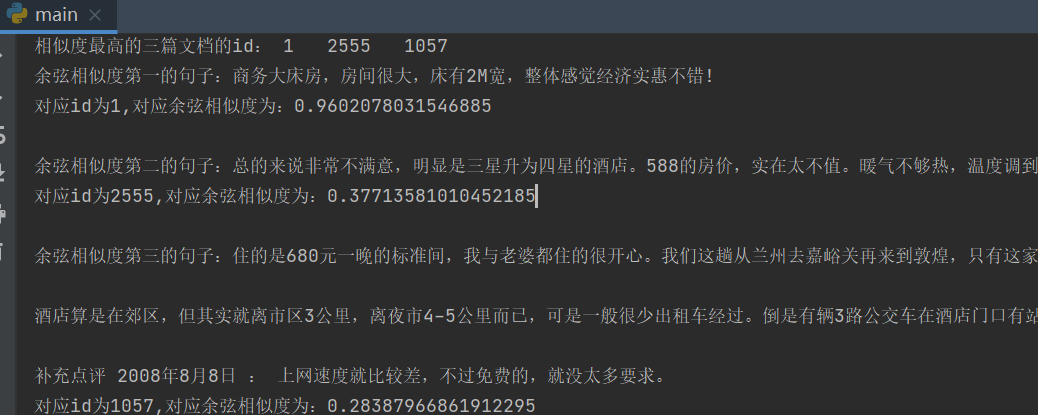 main
相似度最高的三篇文档的id: 1 2555 1057
余弦相似度第一的句子：商务大床房，房间很大，床有2M宽，整体感觉经济实惠不错！
对应id为1,对应余弦相似度为：0.9602078031546885
余弦相似度第二的句子：总的来说非常不满意，明显是三星升为四星的酒店。588的房价，实在太不值。暖气不够热，温度调到
对应id为2555,对应余弦相似度为：0.37713581010452185
余弦相似度第三的句子：住的是680元一晚的标准间，我与老婆都住的很开心。我们这趟从兰州去嘉峪关再来到敦煌，只有这家
酒店算是在郊区，但其实就离市区3公里，离夜市4-5公里而已，可是一般很少出租车经过。倒是有辆3路公交车在酒店门口有站
补充点评 2008年8月8日 ： 上网速度就比较差，不过免费的，就没太多要求。
对应id为1057,对应余弦相似度为：0.28387966861912295